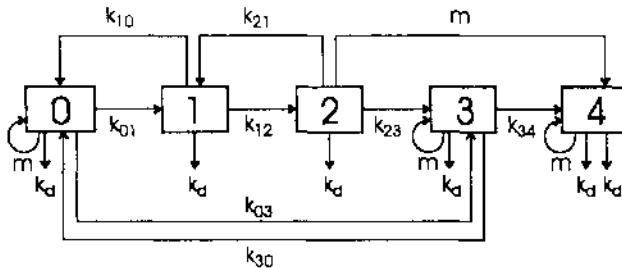 k10 k21 m
0 1 2 3 4
k01 k12 k23 k34
m m m
kd kd kd kd kd kd
k03
k30